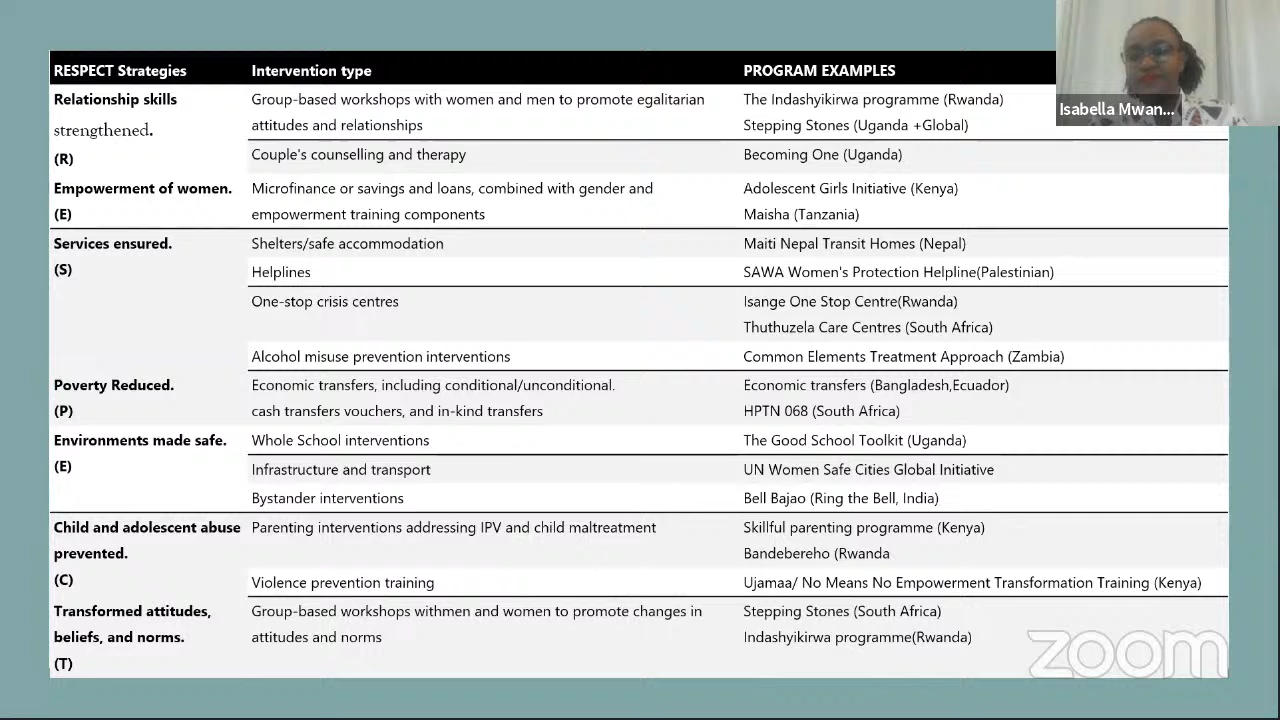 RESPECT Strategies Intervention type PROGRAM EXAMPLES
Relationship skills Group-based workshops with women and men to promote egalitarian The Indashyikirwa programme (Rwanda)
Isabella Mwan...
strengthened. attitudes and relationships Stepping Stones (Uganda +Global)
(R) Couple's counselling and therapy Becoming One (Uganda)
Empowerment of women. Microfinance or savings and loans, combined with gender and Adolescent Girls Initiative (Kenya)
(E) empowerment training components Maisha (Tanzania)
Services ensured. Shelters/safe accommodation Maiti Nepal Transit Homes (Nepal)
(S) Helplines SAWA Women's Protection Helpline(Palestinian)
One-stop crisis centres Isange One Stop Centre(Rwanda)
Thuthuzela Care Centres (South Africa)
Alcohol misuse prevention interventions Common Elements Treatment Approach (Zambia)
Poverty Reduced. Economic transfers, including conditional/unconditional. Economic transfers (Bangladesh,Ecuador)
(P) cash transfers vouchers, and in-kind transfers HPTN 068 (South Africa)
Environments made safe. Whole School interventions The Good School Toolkit (Uganda)
(E) Infrastructure and transport UN Women Safe Cities Global Initiative
Bystander interventions Bell Bajao (Ring the Bell, India)
Child and adolescent abuse Parenting interventions addressing IPV and child maltreatment Skillful parenting programme (Kenya)
prevented. Bandebereho (Rwanda
(C) Violence prevention training Ujamaa/ No Means No Empowerment Transformation Training (Kenya)
Transformed attitudes, Group-based workshops withmen and women to promote changes in Stepping Stones (South Africa)
beliefs, and norms. attitudes and norms Indashyikirwa programme(Rwanda)
(T)
zoom